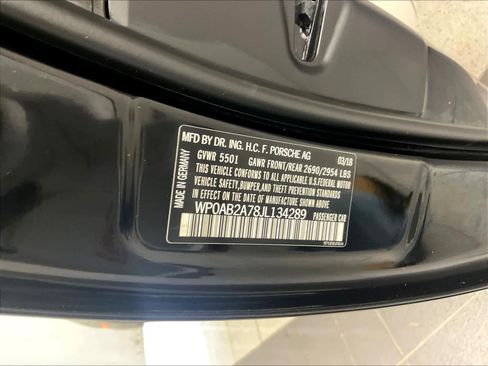 MFD BY DR. ING. H.C. F. PORSCHE AG 03/18
GVWR 5501 GAWR FRONT/REAR 2690/2954 LBS
THIS VEHICLE CONFORMS TO ALL APPLICABLE
U.S.FEDERAL MOTOR
VEHICLE SAFETY,BUMPER,AND THEFT PREVENTION STANDARDS
IN EFFECT ON THE DATE OF MANUFACTURE SHOWN ABOVE
WP0AB2A78JL134289
PASSENGER CAR
MADE IN GERMANY